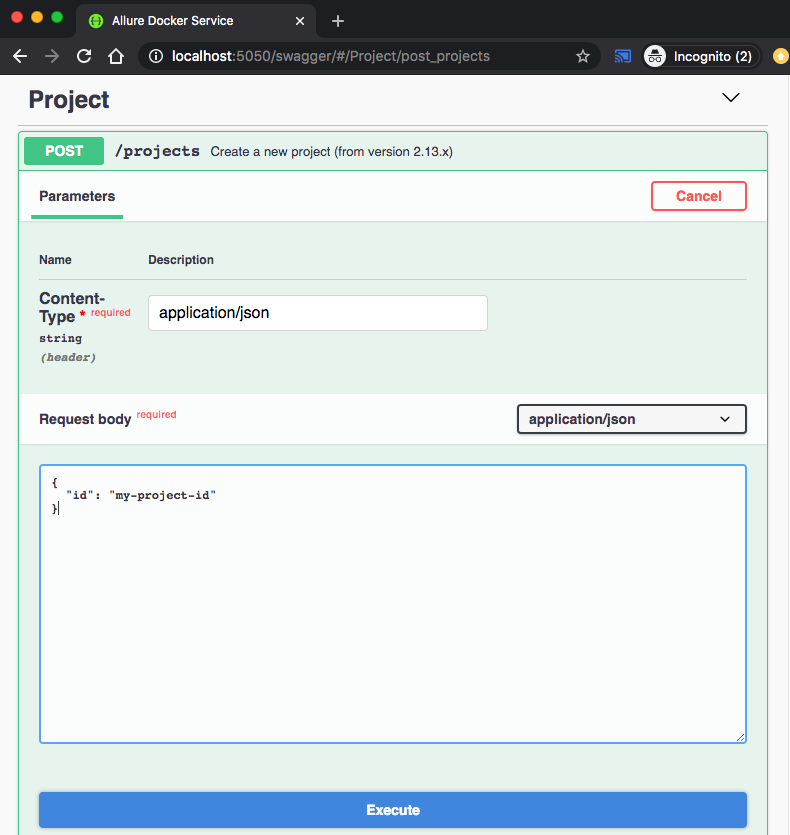 Allure Docker Service
localhost:5050/swagger/#/Project/post_projects
Incognito (2)
Project
POST /projects Create a new project (from version 2.13.x)
Parameters
Cancel
Name Description
Content-
Type * required
application/json
string
(header)
Request body required
application/json
{
"id": "my-project-id"
}
Execute